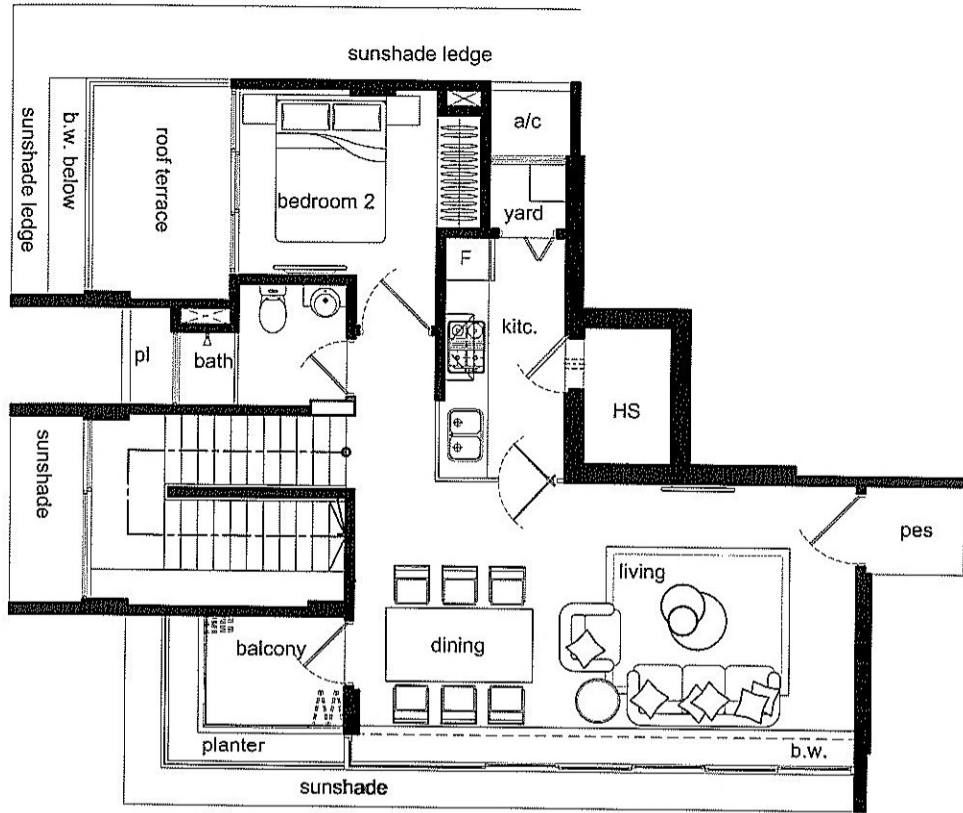 sunshade ledge
sunshade ledge
b.w. below
roof terrace
bedroom 2
a/c
yard
F
kitc.
pl
bath
HS
sunshade
pes
living
balcony
dining
planter
b.w.
sunshade